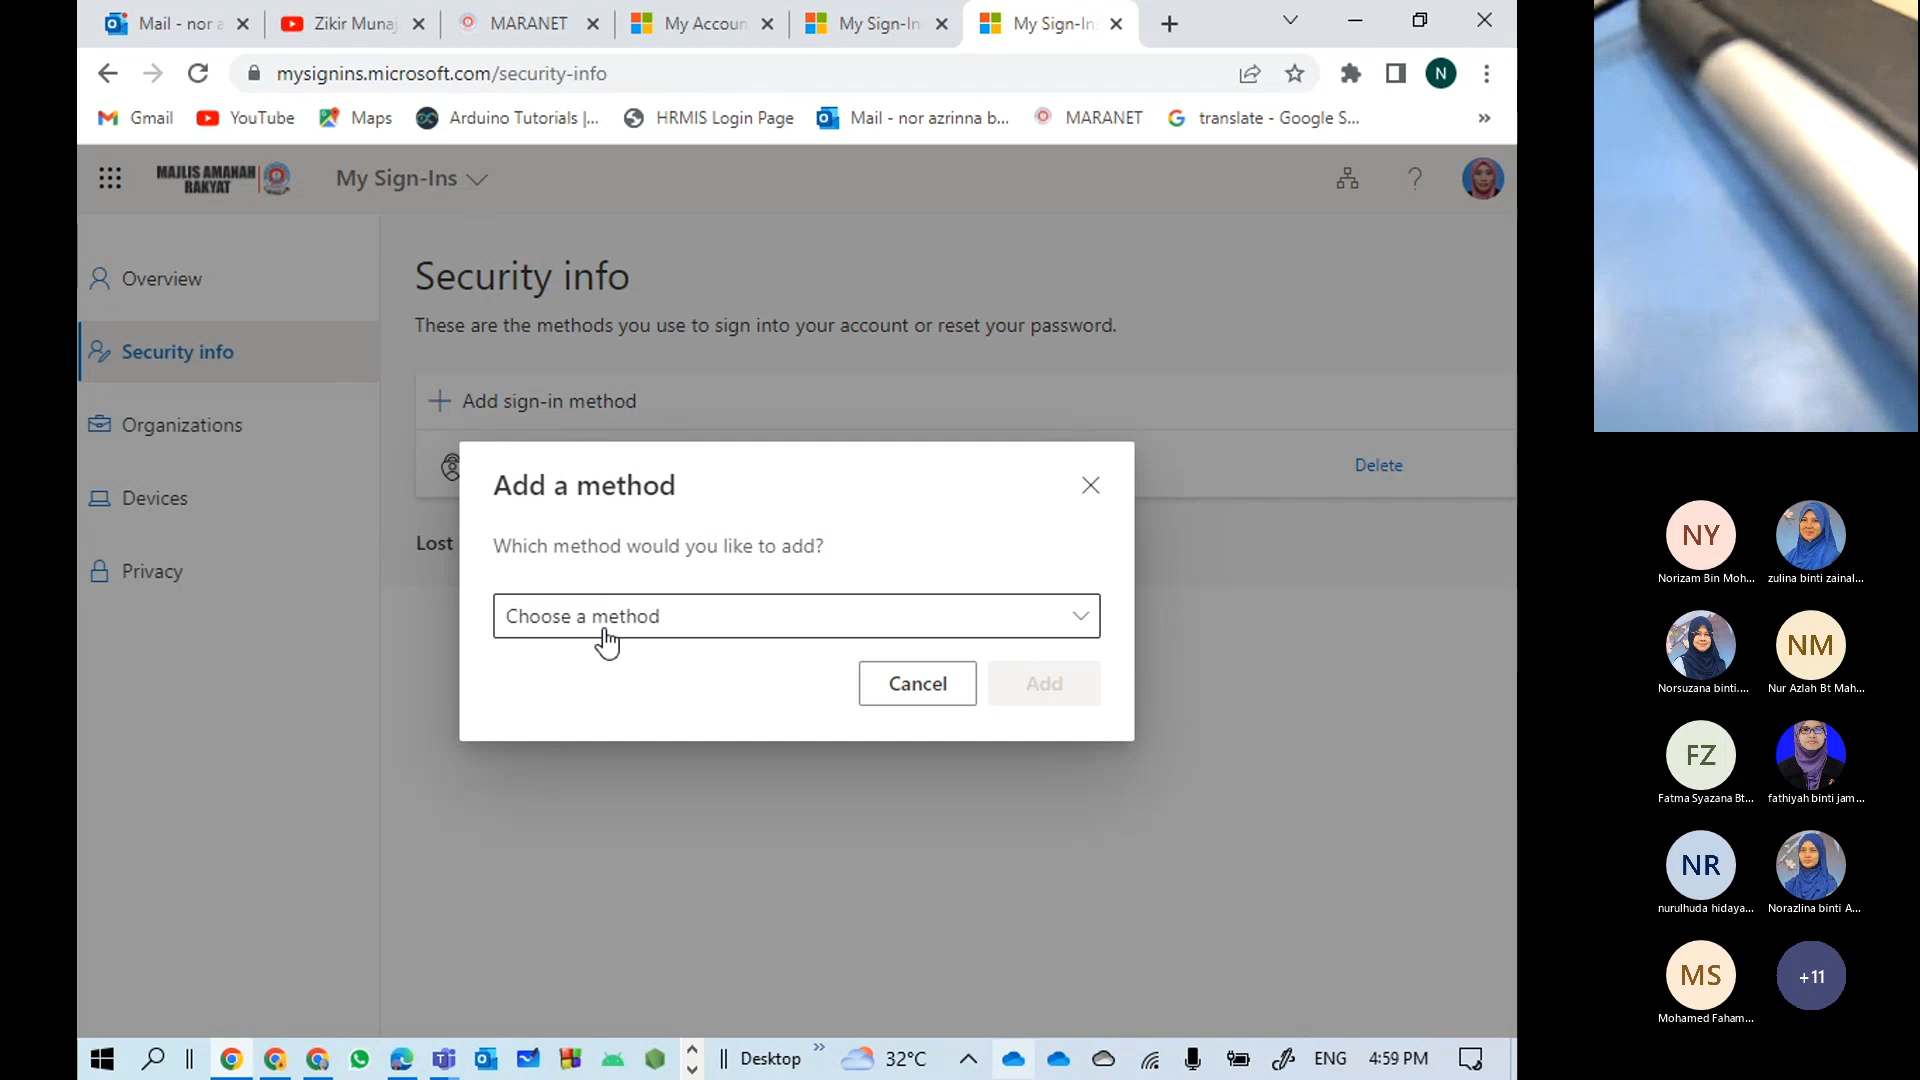 Mail - nor a
Zikir Munaj
MARANET
My Accoun
My Sign-In
My Sign-In
mysignins.microsoft.com/security-info
N
Gmail
YouTube
Maps
Arduino Tutorials |...
HRMIS Login Page
Mail - nor azrinna b...
MARANET
translate - Google S...
»
MAJLIS AMANAH
RAKYAT
My Sign-Ins
?
Overview
Security info
Organizations
Devices
Privacy
Security info
These are the methods you use to sign into your account or reset your password.
Add sign-in method
Delete
Lost
Add a method
Which method would you like to add?
Choose a method
Cancel
Add
NY
Norizam Bin Moh...
zulina binti zainal...
Norsuzana binti....
NM
Nur Azlah Bt Mah...
FZ
Fatma Syazana Bt...
fathiyah binti jam...
NR
nurulhuda hidaya...
Norazlina binti A...
MS
Mohamed Faham...
+11
Desktop
»
32°C
ENG
4:59 PM